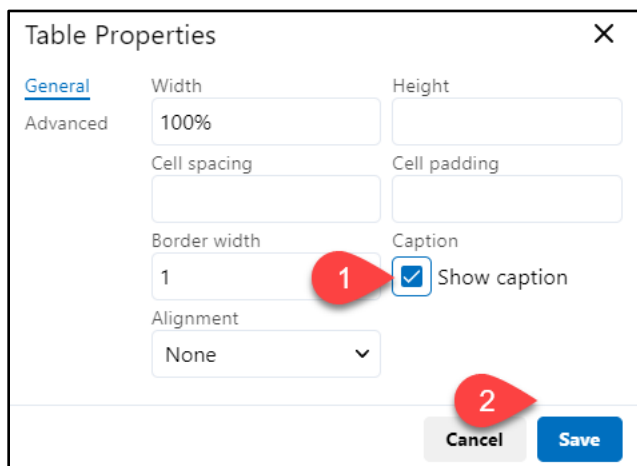 Table Properties
General
Advanced
Width
Height
100%
Cell spacing
Cell padding
Border width
Caption
1
1
Show caption
Alignment
None
2
Cancel
Save